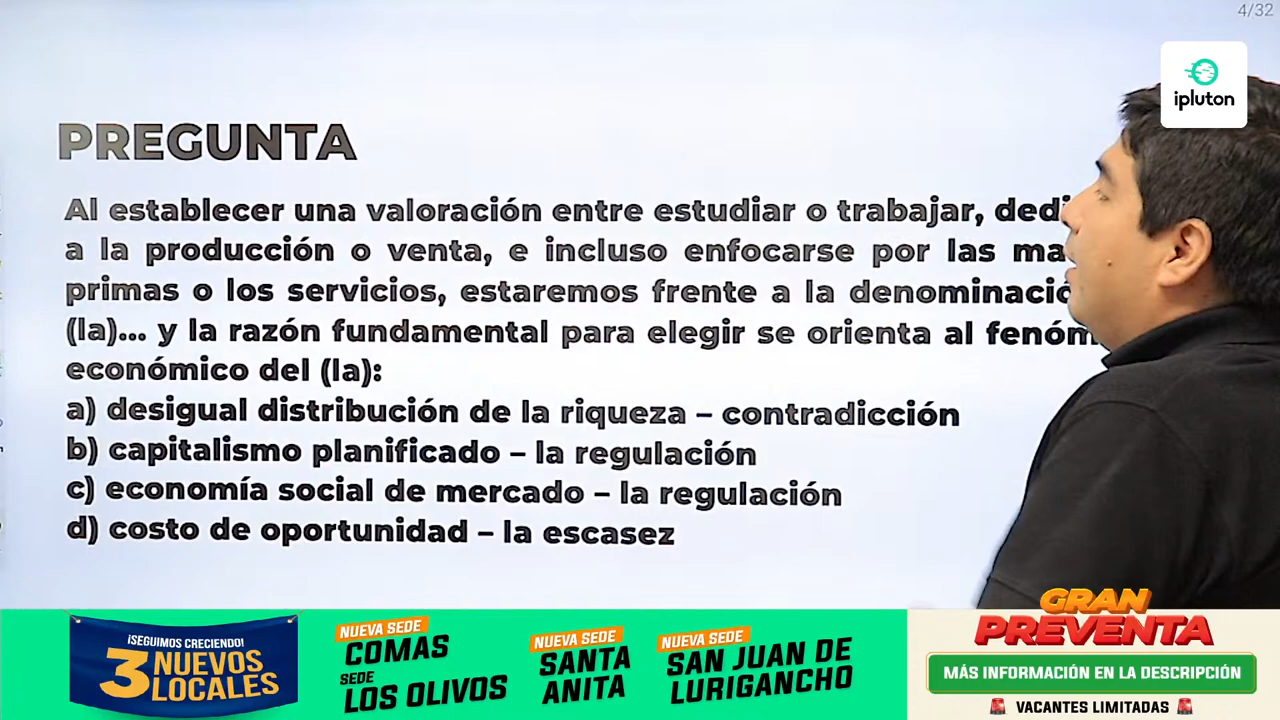 4/32
ipluton
PREGUNTA
Al establecer una valoración entre estudiar o trabajar,
a la producción o venta, e incluso enfocarse por las
primas o los servicios, estaremos frente a la
(la)... y la razón fundamental para elegir se orienta al
económico del (la):
a) desigual distribución de la riqueza – contradicción
b) capitalismo planificado – la regulación
c) economía social de mercado – la regulación
d) costo de oportunidad – la escasez
¡SEGUIMOS CRECIENDO!
3 NUEVOS
LOCALES
NUEVA SEDE
COMAS
SEDE
LOS OLIVOS
NUEVA SEDE
SANTA
ANITA
NUEVA SEDE
SAN JUAN DE
LURIGANCHO
GRAN
PREVENTA
MÁS INFORMACIÓN EN LA DESCRIPCIÓN
VACANTES LIMITADAS